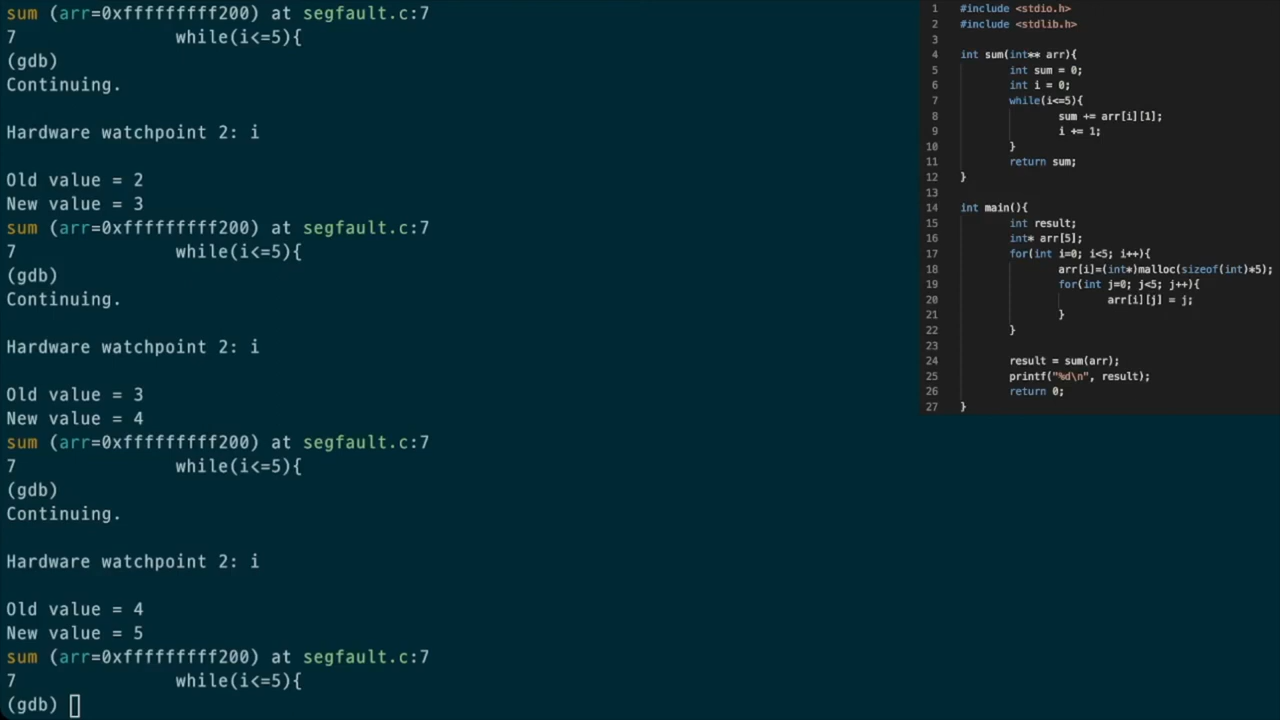 sum (arr=0xfffffffff200) at segfault.c:7
7               while(i<=5){
(gdb)
Continuing.

Hardware watchpoint 2: i

Old value = 2
New value = 3
sum (arr=0xfffffffff200) at segfault.c:7
7               while(i<=5){
(gdb)
Continuing.

Hardware watchpoint 2: i

Old value = 3
New value = 4
sum (arr=0xfffffffff200) at segfault.c:7
7               while(i<=5){
(gdb)
Continuing.

Hardware watchpoint 2: i

Old value = 4
New value = 5
sum (arr=0xfffffffff200) at segfault.c:7
7               while(i<=5){
(gdb)
1 #include <stdio.h>
2 #include <stdlib.h>
3
4 int sum(int** arr){
5         int sum = 0;
6         int i = 0;
7         while(i<=5){
8                 sum += arr[i][1];
9                 i += 1;
10         }
11         return sum;
12 }
13
14 int main(){
15         int result;
16         int* arr[5];
17         for(int i=0; i<5; i++){
18                 arr[i]=(int*)malloc(sizeof(int)*5);
19                 for(int j=0; j<5; j++){
20                         arr[i][j] = j;
21                 }
22         }
23
24         result = sum(arr);
25         printf("%d\n", result);
26         return 0;
27 }